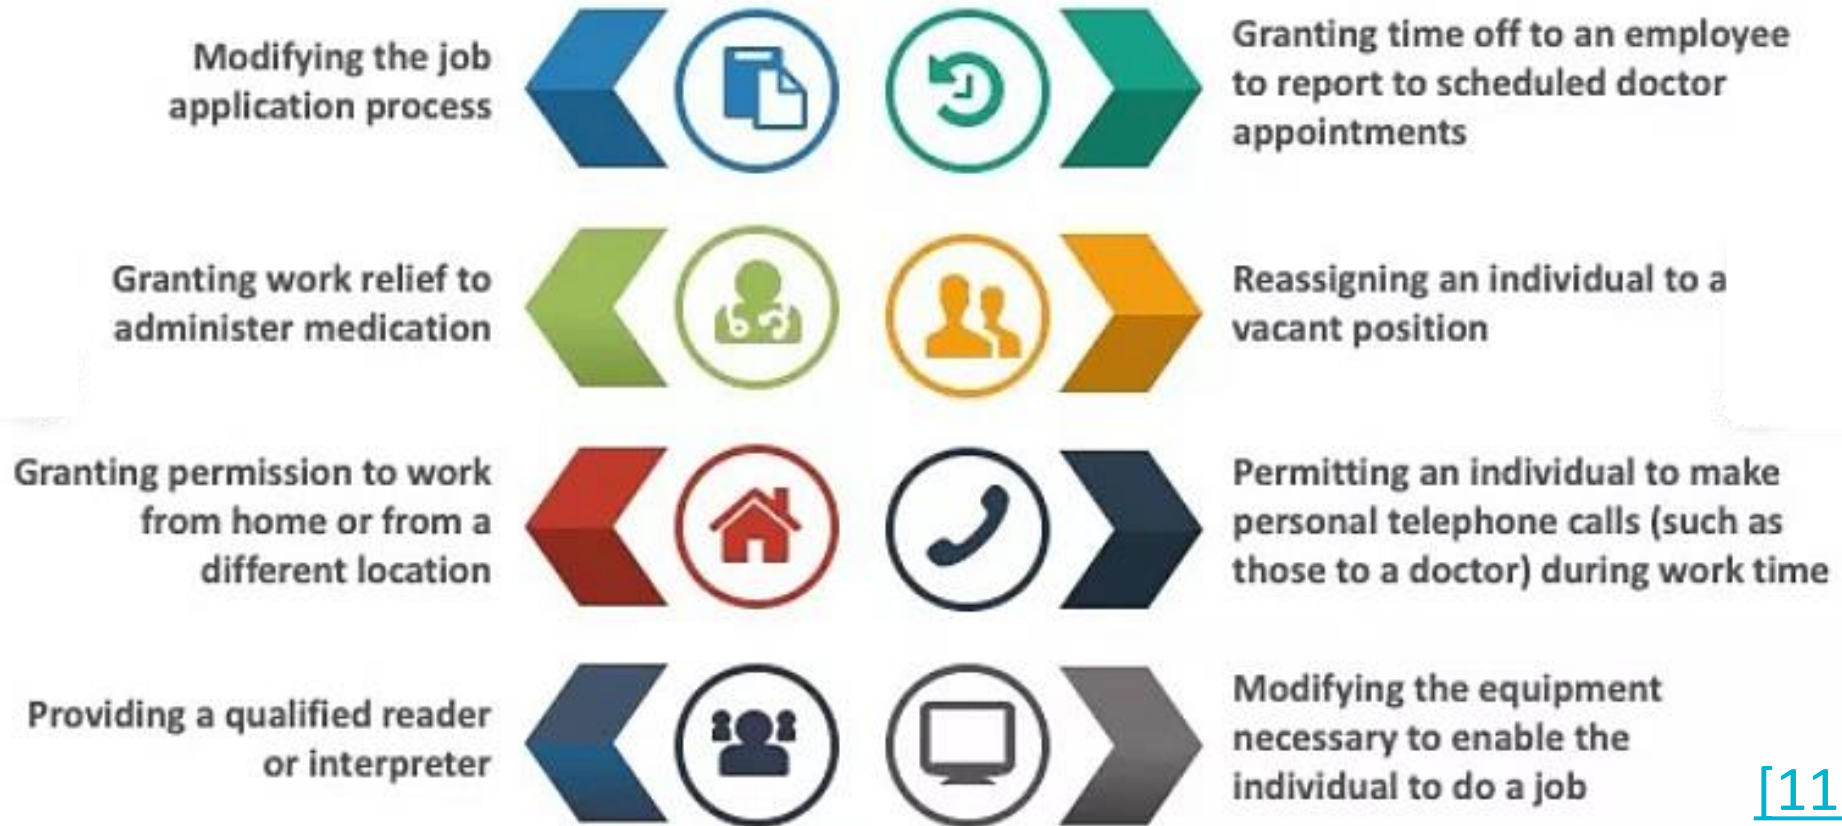 Modifying the job
application process
Granting time off to an employee
to report to scheduled doctor
appointments
Granting work relief to
administer medication
Reassigning an individual to a
vacant position
Granting permission to work
from home or from a
different location
Permitting an individual to make
personal telephone calls (such as
those to a doctor) during work time
Providing a qualified reader
or interpreter
Modifying the equipment
necessary to enable the
individual to do a job
[11